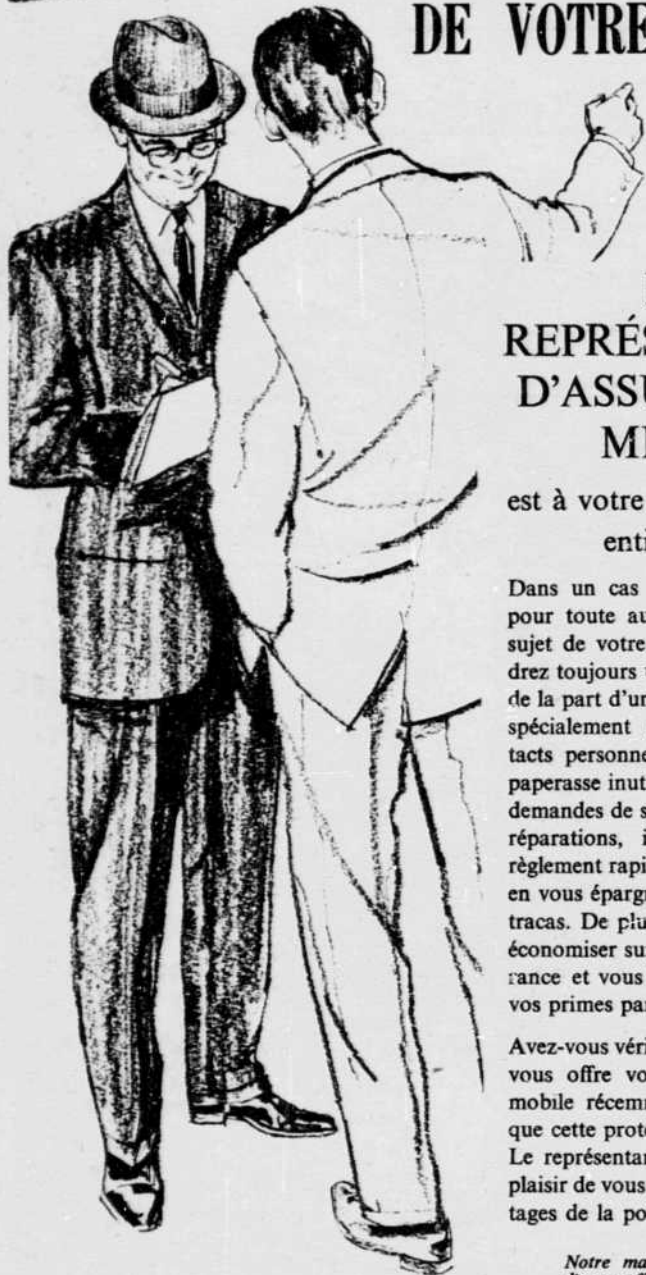 DE VOTRE
REPRÉS
D'ASSU
M
est à votre
enti
Dans un cas
pour toute au
sujet de votre
drez toujours
de la part d'un
spécialement
tacts personne
paperasse inut
demandes de s
réparations, i
règlement rapi
en vous épargn
tracas. De plu
économiser su
rance et vous
vos primes par
Avez-vous véri
vous offre vo
mobile récem
que cette proté
Le représentan
plaisir de vous
tages de la po
Notre ma